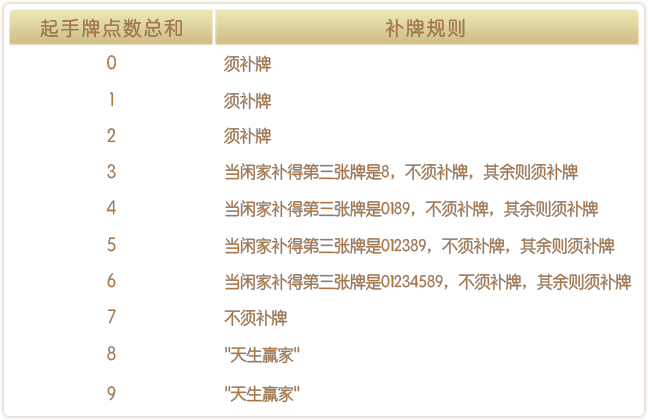 起手牌点数总和 补牌规则
0 须补牌
1 须补牌
2 须补牌
3 当闲家补得第三张牌是8，不须补牌，其余则须补牌
4 当闲家补得第三张牌是0189，不须补牌，其余则须补牌
5 当闲家补得第三张牌是012389，不须补牌，其余则须补牌
6 当闲家补得第三张牌是01234589，不须补牌，其余则须补牌
7 不须补牌
8 "天生赢家"
9 "天生赢家"